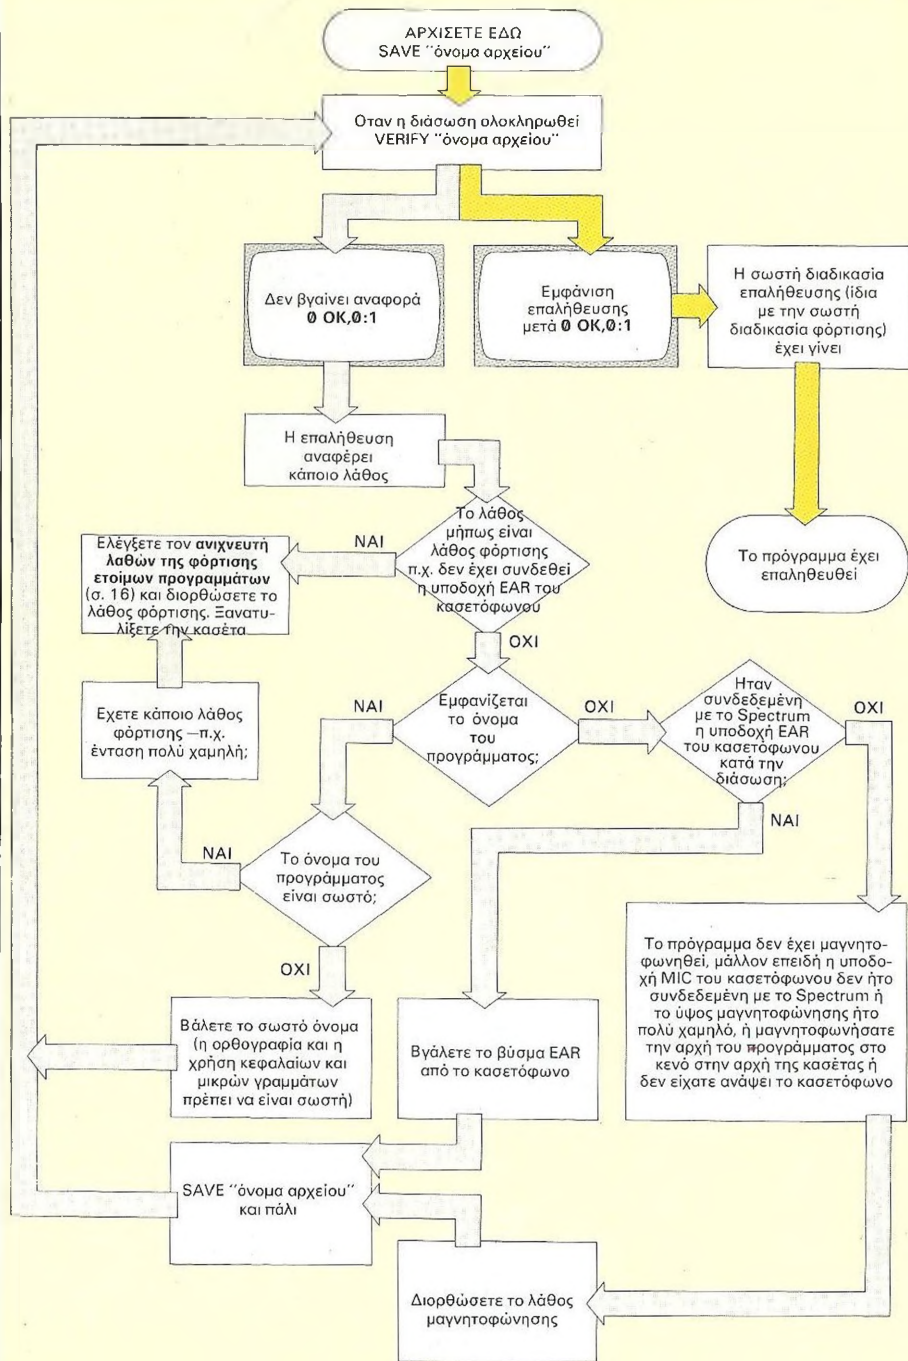 ΑΡΧΙΣΕΤΕ ΕΔΩ
SAVE "όνομα αρχείου"
Οταν η διάσωση ολοκληρωθεί
VERIFY "όνομα αρχείου"
Δεν βγαίνει αναφορά
0 OK,0:1
Εμφάνιση
επαλήθευσης
μετά 0 OK,0:1
Η σωστή διαδικασία
επαλήθευσης (ίδια
με την σωστή
διαδικασία φόρτισης)
έχει γίνει
Η επαλήθευση
αναφέρει
κάποιο λάθος
Το λάθος
μήπως είναι
λάθος φόρτισης
π.χ. δεν έχει συνδεθεί
η υποδοχή EAR του
κασετόφωνου
ΝΑΙ
Ελέγξετε τον ανιχνευτή
λαθών της φόρτισης
ετοίμων προγραμμάτων
(σ. 16) και διορθώσετε το
λάθος φόρτισης. Ξανατυ-
λίξετε την κασέτα
Το πρόγραμμα έχει
επαληθευθεί
ΟΧΙ
Εχετε κάποιο λάθος
φόρτισης —π.χ.
ένταση πολύ χαμηλή;
ΝΑΙ
Εμφανίζεται
το όνομα
του
προγράμματος;
ΟΧΙ
Ηταν
συνδεδεμένη
με το Spectrum
η υποδοχή EAR
του κασετόφωνου
κατά την
διάσωση;
ΟΧΙ
ΝΑΙ
ΝΑΙ
Το όνομα του
προγράμματος
είναι σωστό;
ΟΧΙ
Βάλετε το σωστό όνομα
(η ορθογραφία και η
χρήση κεφαλαίων και
μικρών γραμμάτων
πρέπει να είναι σωστή)
Βγάλετε το βύσμα EAR
από το κασετόφωνο
Το πρόγραμμα δεν έχει μαγνητο-
φωνηθεί, μάλλον επειδή η υποδο-
χή MIC του κασετόφωνου δεν ήτο
συνδεδεμένη με το Spectrum ή
το ύψος μαγνητοφώνησης ήτο
πολύ χαμηλό, ή μαγνητοφωνήσατε
την αρχή του προγράμματος στο
κενό στην αρχή της κασέτας ή
δεν είχατε ανάψει το κασετόφωνο
SAVE "όνομα αρχείου"
και πάλι
Διορθώσετε το λάθος
μαγνητοφώνησης